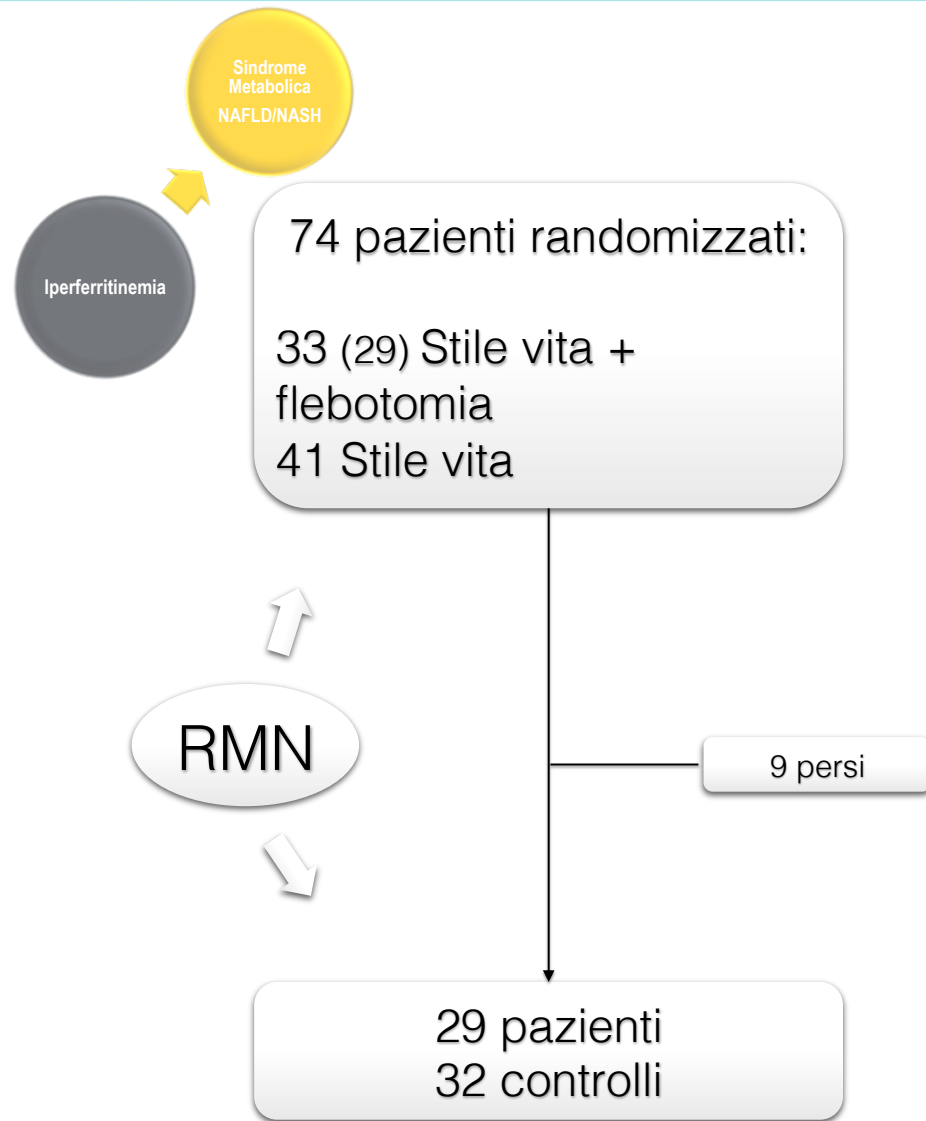 Sindrome
Metabolica
NAFLD/NASH
Iperferritinemia
74 pazienti randomizzati:
33 (29) Stile vita +
flebotomia
41 Stile vita
RMN
9 persi
29 pazienti
32 controlli